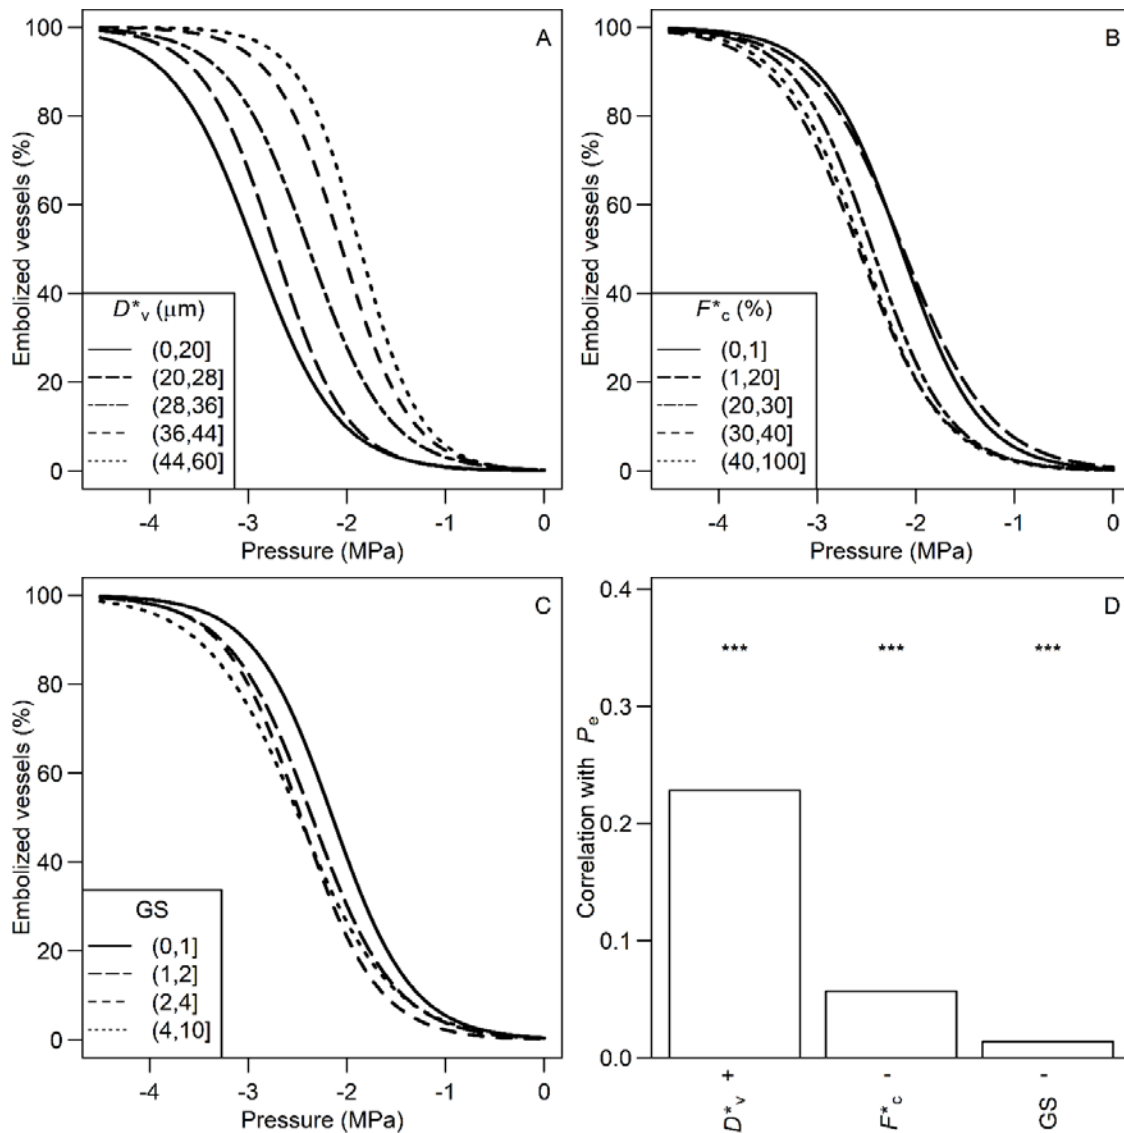 A
Embolized vessels (%)
100
80
60
40
20
0
D*v (μm)
(0,20]
(20,28]
(28,36]
(36,44]
(44,60]
-4 -3 -2 -1 0
Pressure (MPa)
B
Embolized vessels (%)
100
80
60
40
20
0
F*c (%)
(0,1]
(1,20]
(20,30]
(30,40]
(40,100]
-4 -3 -2 -1 0
Pressure (MPa)
C
Embolized vessels (%)
100
80
60
40
20
0
GS
(0,1]
(1,2]
(2,4]
(4,10]
-4 -3 -2 -1 0
Pressure (MPa)
D
Correlation with Pe
0.4
0.3
0.2
0.1
0.0
*** *** ***
D*v +
F*c -
GS -